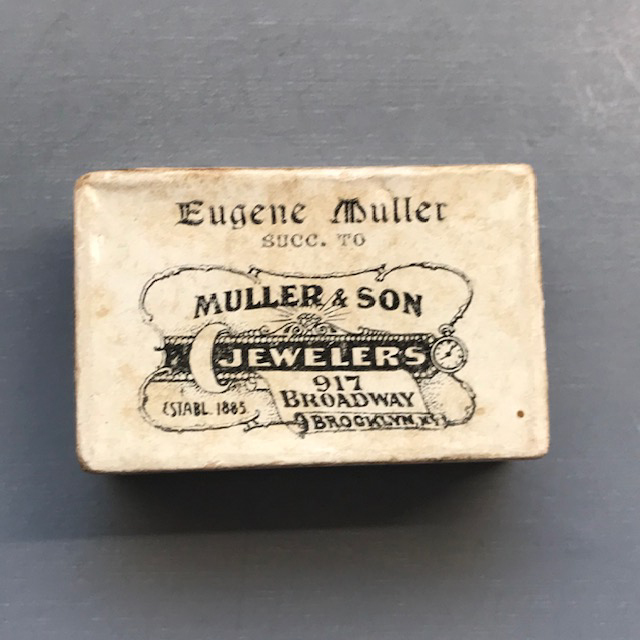 Eugene Muller
SUCC. TO
MULLER & SON
JEWELERS
917
BROADWAY
ESTABL. 1885.
BROOKLYN, N.Y.